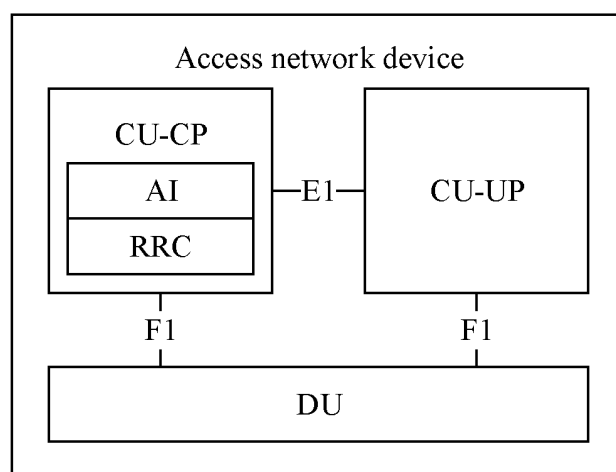 Access network device
CU-CP
AI
RRC
E1
CU-UP
F1
F1
DU